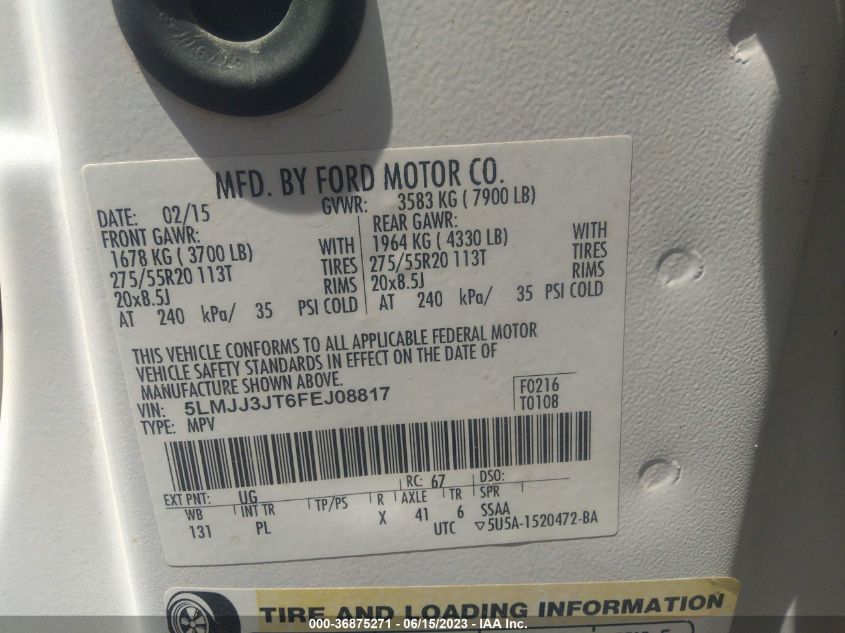 MFD. BY FORD MOTOR CO.
DATE: 02/15 GVWR: 3583 KG ( 7900 LB)
FRONT GAWR: REAR GAWR:
1678 KG ( 3700 LB) WITH 1964 KG ( 4330 LB) WITH
275/55R20 113T TIRES 275/55R20 113T TIRES
20x8.5J RIMS 20x8.5J RIMS
AT 240 kPa/ 35 PSI COLD AT 240 kPa/ 35 PSI COLD
THIS VEHICLE CONFORMS TO ALL APPLICABLE FEDERAL MOTOR
VEHICLE SAFETY STANDARDS IN EFFECT ON THE DATE OF
MANUFACTURE SHOWN ABOVE.
VIN: 5LMJJ3JT6FEJ08817 F0216
TYPE: MPV T0108
EXT PNT: UG RC: 67 DSO:
WB INT TR TP/PS R AXLE TR SPR
131 PL X 41 6 SSAA
UTC ▽5U5A-1520472-BA
TIRE AND LOADING INFORMATION
000-36875271 - 06/15/2023 - IAA Inc.